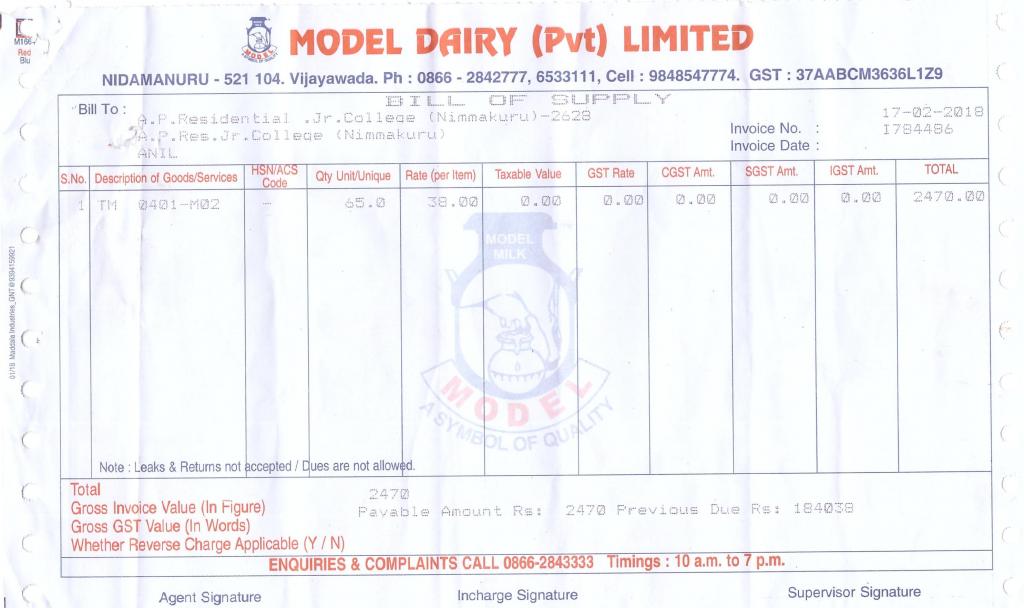 M166+
Red
Blu
MODEL
MODEL DAIRY (Pvt) LIMITED
NIDAMANURU - 521 104. Vijayawada. Ph : 0866 - 2842777, 6533111, Cell : 9848547774. GST : 37AABCM3636L1Z9
BILL OF SUPPLY
Bill To :
A.P.Residential .Jr.College (Nimmakuru)-2628
A.P.Res.Jr.College (Nimmakuru)
ANIL
17-02-2018
Invoice No. : I784486
Invoice Date :
S.No. Description of Goods/Services HSN/ACS Code Qty Unit/Unique Rate (per Item) Taxable Value GST Rate CGST Amt. SGST Amt. IGST Amt. TOTAL
1 TM 0401-M02 - 65.0 38.00 0.00 0.00 0.00 0.00 0.00 2470.00
MODEL
MILK
MODEL
A SYMBOL OF QUALITY
Note : Leaks & Returns not accepted / Dues are not allowed.
Total 2470
Gross Invoice Value (In Figure) Payable Amount Rs: 2470 Previous Due Rs: 184038
Gross GST Value (In Words)
Whether Reverse Charge Applicable (Y / N)
ENQUIRIES & COMPLAINTS CALL 0866-2843333 Timings : 10 a.m. to 7 p.m.
Agent Signature Incharge Signature Supervisor Signature